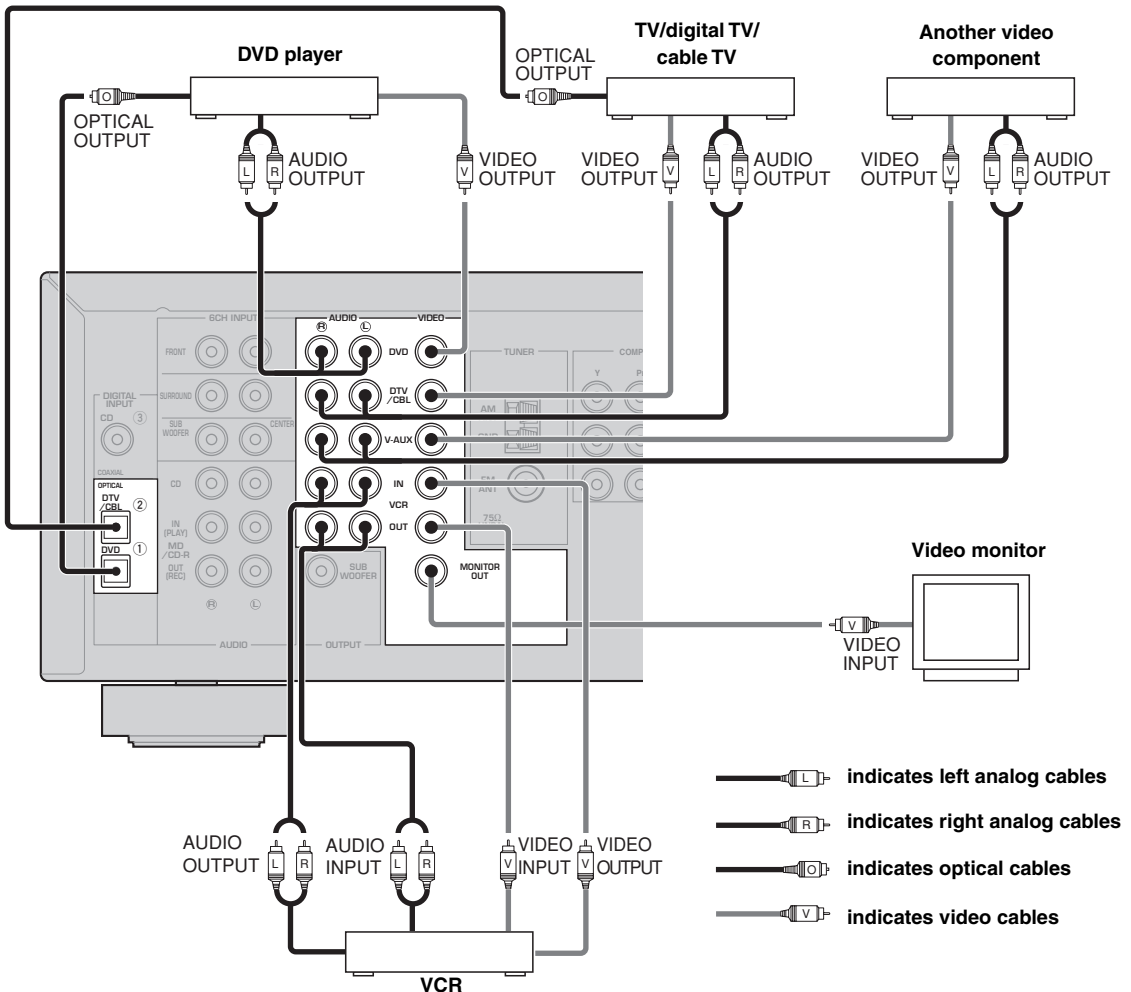 DVD player
TV/digital TV/
cable TV
Another video
component
OPTICAL
OUTPUT
OPTICAL
OUTPUT
L
R
AUDIO
OUTPUT
V
VIDEO
OUTPUT
VIDEO
OUTPUT
V
L
R
AUDIO
OUTPUT
VIDEO
OUTPUT
V
L
R
AUDIO
OUTPUT
O
O
6CH INPUT
AUDIO
VIDEO
R
L
FRONT
DVD
TUNER
COMP
Y
P
DIGITAL
INPUT
SURROUND
DTV
/CBL
AM
CD
③
SUB
WOOFER
CENTER
V-AUX
GND
COAXIAL
OPTICAL
CD
IN
FM
ANT
DTV
/CBL
②
VCR
75Ω
IN
(PLAY)
OUT
DVD
①
MD
/CD-R
OUT
(REC)
SUB
WOOFER
MONITOR
OUT
R
L
AUDIO
OUTPUT
Video monitor
V
VIDEO
INPUT
L
indicates left analog cables
R
indicates right analog cables
O
indicates optical cables
V
indicates video cables
AUDIO
OUTPUT
L
R
AUDIO
INPUT
L
R
V
VIDEO
INPUT
V
VIDEO
OUTPUT
VCR